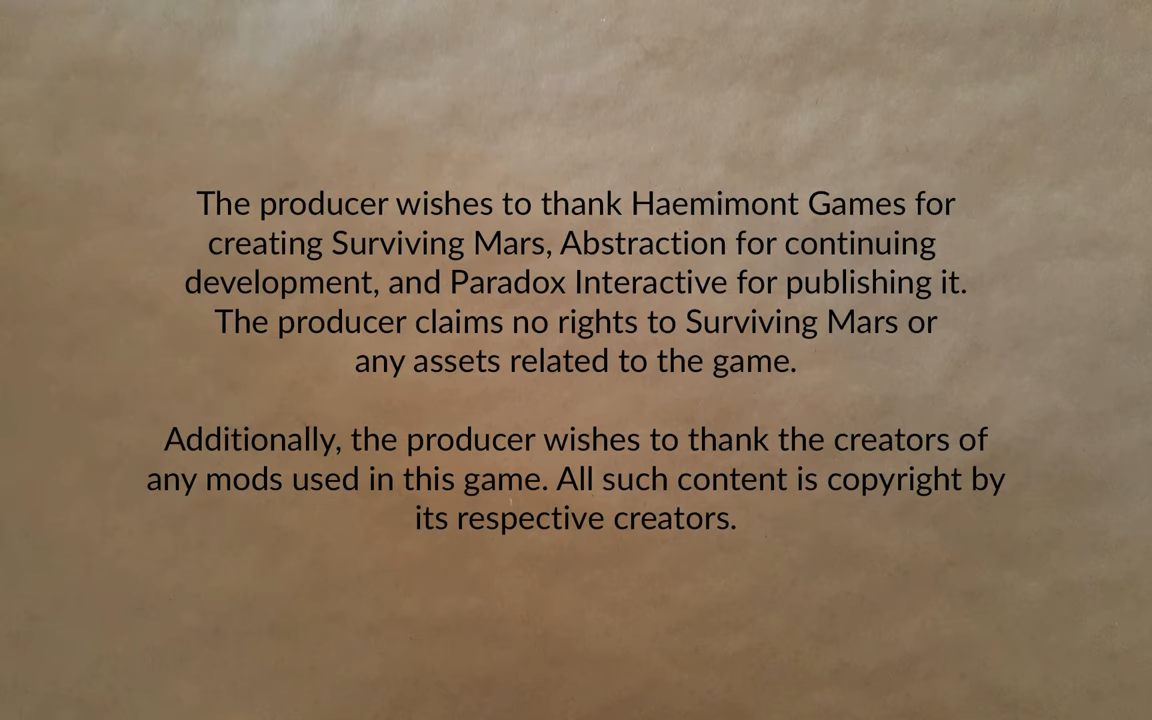 The producer wishes to thank Haemimont Games for
creating Surviving Mars, Abstraction for continuing
development, and Paradox Interactive for publishing it.
The producer claims no rights to Surviving Mars or
any assets related to the game.
Additionally, the producer wishes to thank the creators of
any mods used in this game. All such content is copyright by
its respective creators.